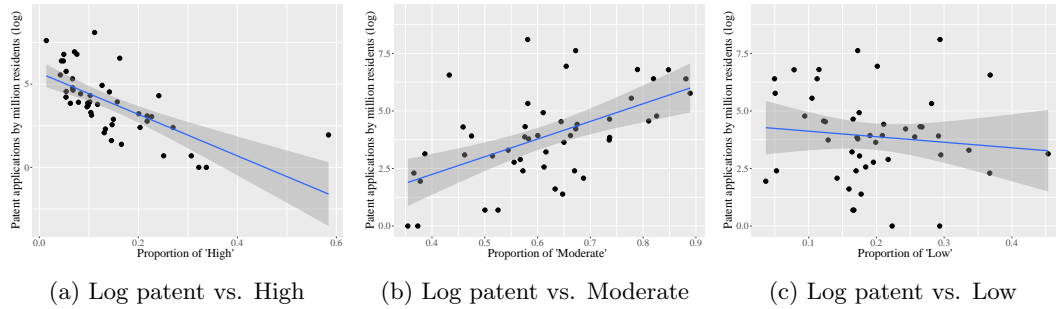 Patent applications by million residents (log)
5
0
0.0 0.2 0.4 0.6
Proportion of 'High'
(a) Log patent vs. High
Patent applications by million residents (log)
7.5
5.0
2.5
0.0
0.4 0.5 0.6 0.7 0.8 0.9
Proportion of 'Moderate'
(b) Log patent vs. Moderate
Patent applications by million residents (log)
7.5
5.0
2.5
0.0
0.1 0.2 0.3 0.4
Proportion of 'Low'
(c) Log patent vs. Low